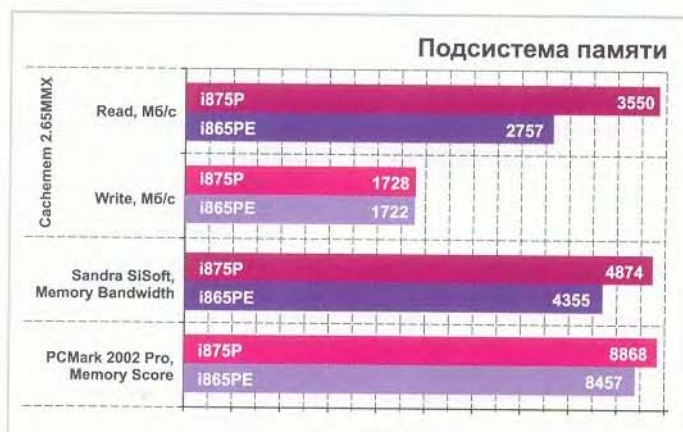 Подсистема памяти
Cachemem 2.65MMX
Read, Мб/с
i875P
3550
i865PE
2757
Write, Мб/с
i875P
1728
i865PE
1722
Sandra SiSoft,
Memory Bandwidth
i875P
4874
i865PE
4355
PCMark 2002 Pro,
Memory Score
i875P
8868
i865PE
8457